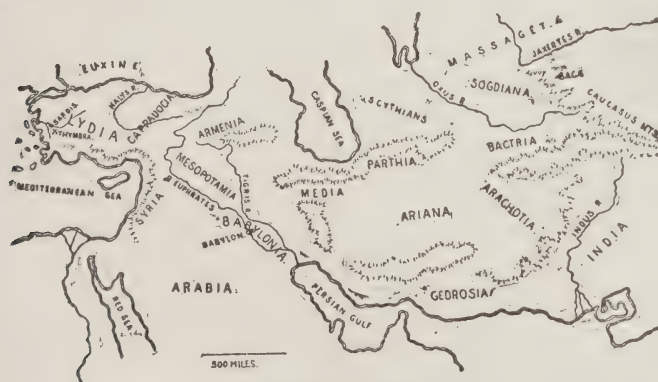 EUXINE
MASSAGETÆ
JAXERTES R.
SOGDIANA
SACÆ
CAUCASUS MTS.
HALYS R.
CAPPADOCIA
SARDIS
LYDIA
THYMBRA
ARMENIA
CASPIAN SEA
SCYTHIANS
OXUS R.
BACTRIA
PARTHIA
MESOPOTAMIA
MEDIA
MEDITERRANEAN SEA
SYRIA
EUPHRATES
TIGRIS R.
BABYLONIA.
BABYLON
ARIANA
ARACHOTIA
INDUS R.
INDIA
ARABIA.
RED SEA
PERSIAN GULF
GEDROSIA
500 MILES.